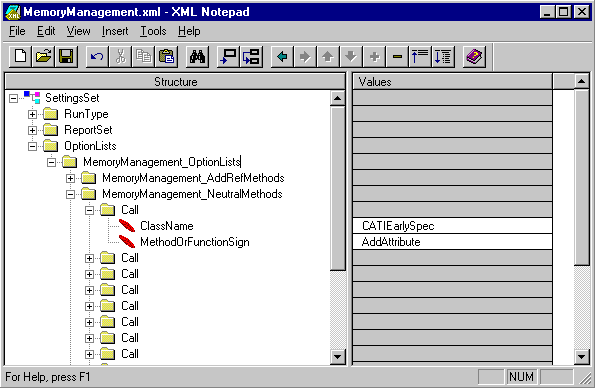 MemoryManagement.xml - XML Notepad
File Edit View Insert Tools Help
Structure Values
SettingsSet
RunType
ReportSet
OptionLists
MemoryManagement_OptionLists
MemoryManagement_AddRefMethods
MemoryManagement_NeutralMethods
Call
ClassName CATIEarlySpec
MethodOrFunctionSign AddAttribute
Call
Call
Call
Call
Call
Call
Call
For Help, press F1 NUM